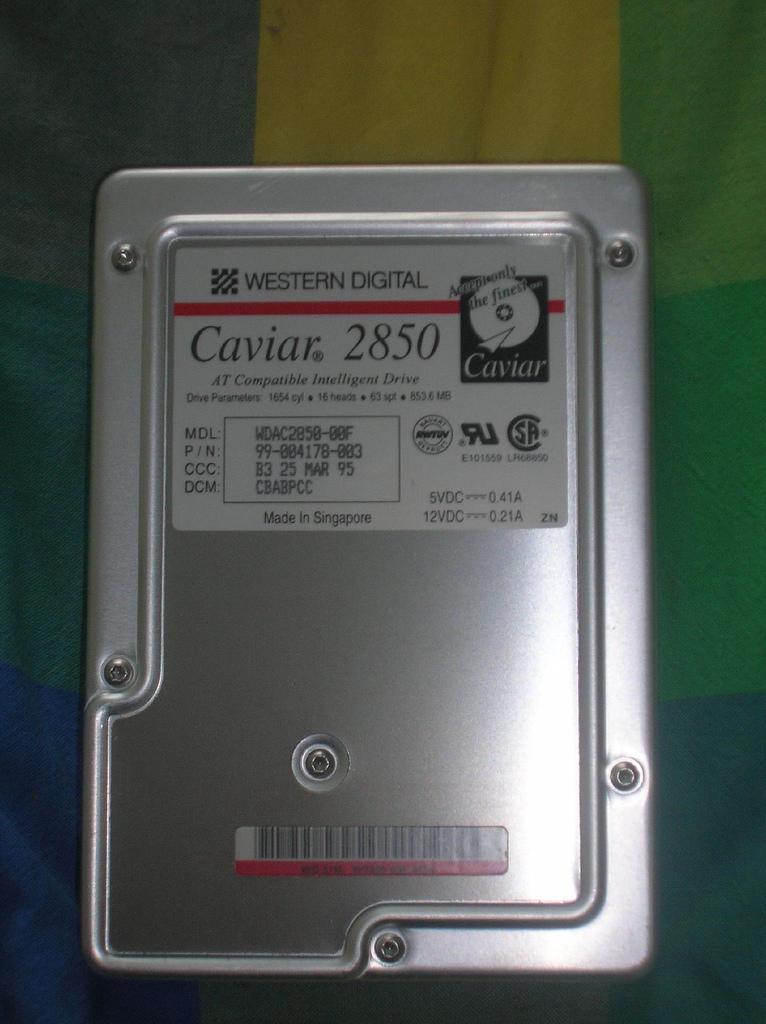 WESTERN DIGITAL
Accept only
the finest...
Caviar® 2850
Caviar
AT Compatible Intelligent Drive
Drive Parameters: 1654 cyl ♦ 16 heads ♦ 63 spt ♦ 853.6 MB
MDL: WDAC2850-00F
P / N: 99-004178-003
CCC: B3 25 MAR 95
DCM: CBABPCC
E101559 LR68850
5VDC 0.41A
12VDC 0.21A ZN
Made In Singapore